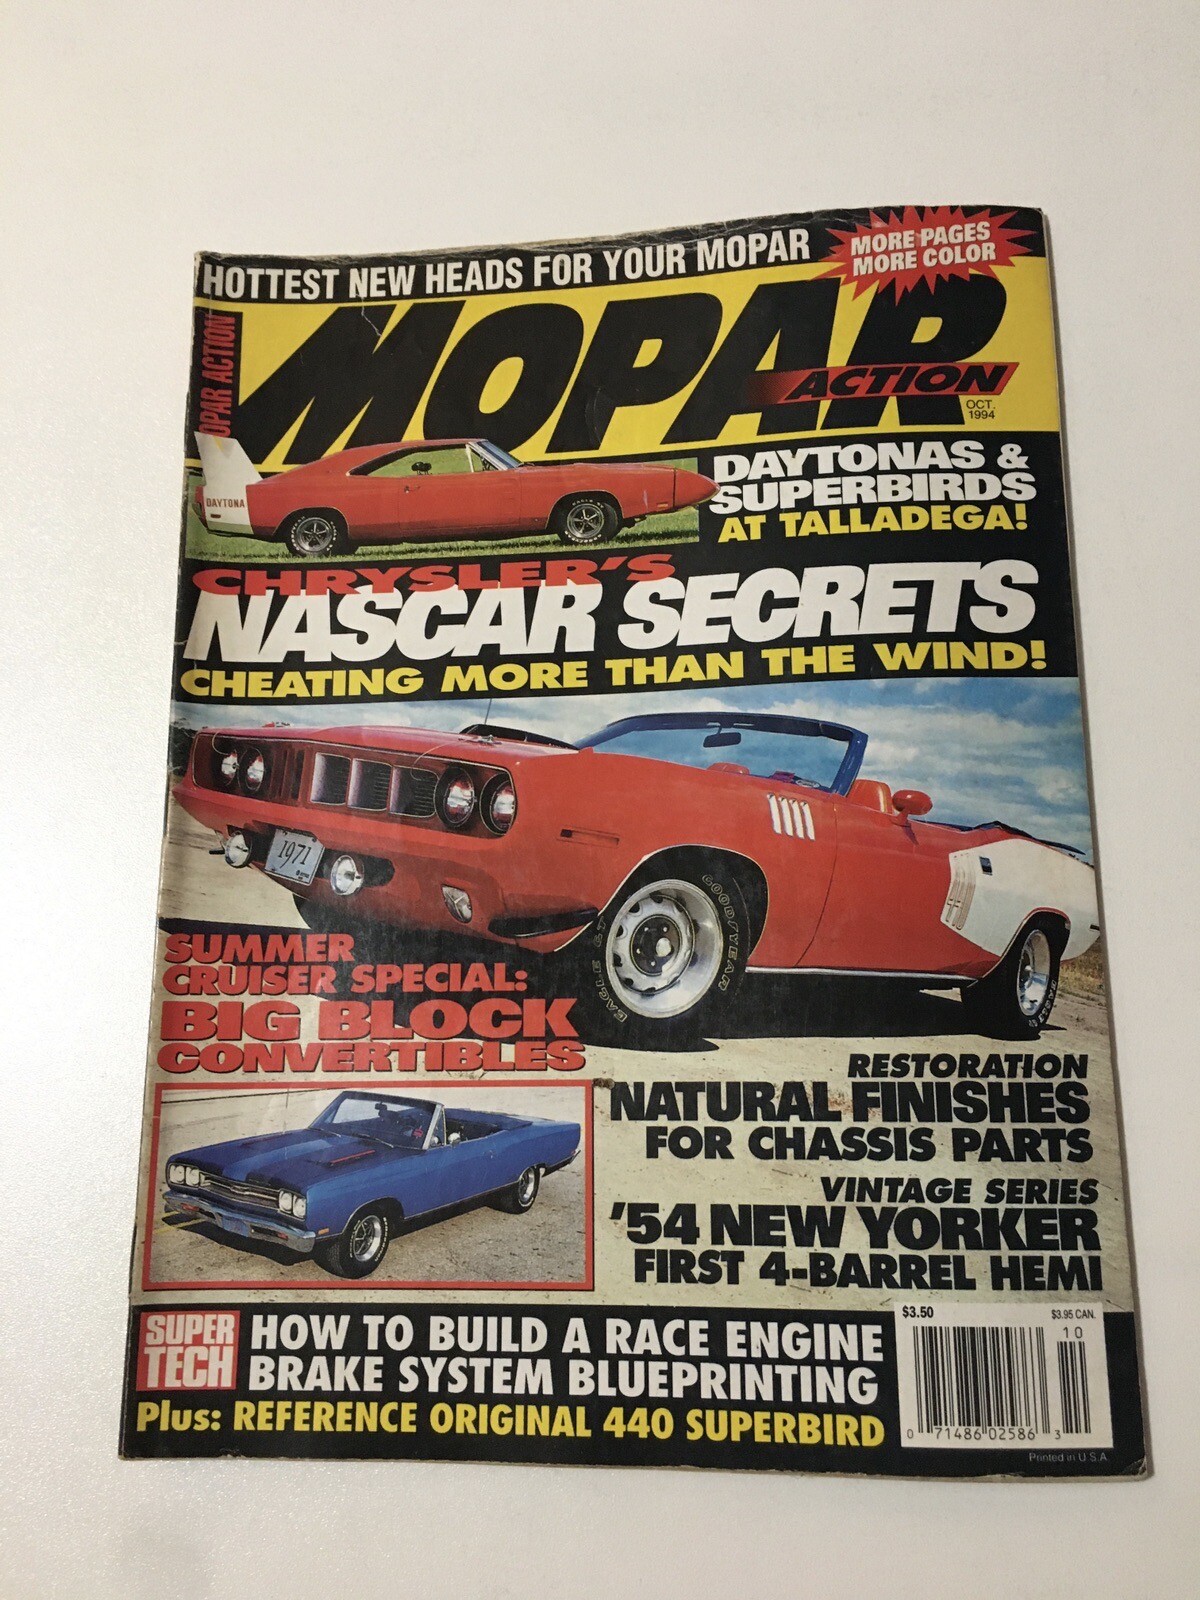 HOTTEST NEW HEADS FOR YOUR MOPAR
MORE PAGES
MORE COLOR
MOPAR
ACTION
OCT.
1994
OPAR ACTION
DAYTONA
DAYTONAS &
SUPERBIRDS
AT TALLADEGA!
CHRYSLER'S
NASCAR SECRETS
CHEATING MORE THAN THE WIND!
1971
GOODYEAR
EAGLE GT
SUMMER
CRUISER SPECIAL:
BIG BLOCK
CONVERTIBLES
RESTORATION
NATURAL FINISHES
FOR CHASSIS PARTS
VINTAGE SERIES
'54 NEW YORKER
FIRST 4-BARREL HEMI
SUPER
TECH
HOW TO BUILD A RACE ENGINE
BRAKE SYSTEM BLUEPRINTING
Plus: REFERENCE ORIGINAL 440 SUPERBIRD
$3.50
$3.95 CAN.
10
0 71486 02586 3
Printed in U.S.A.